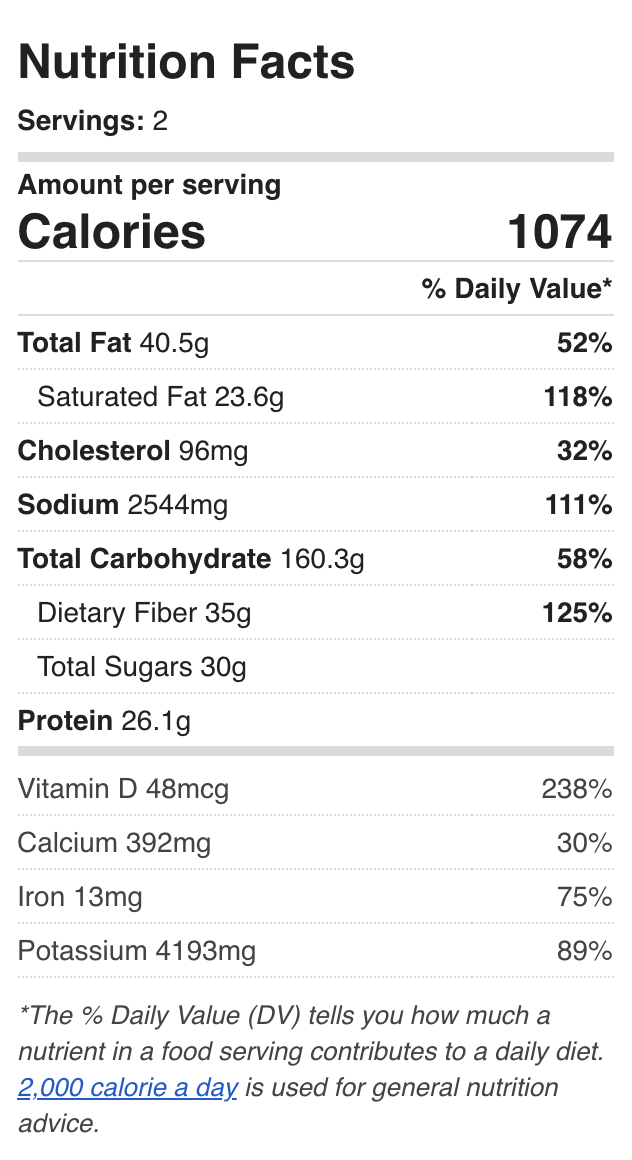 Nutrition Facts
Servings: 2
Amount per serving
Calories 1074
% Daily Value*
Total Fat 40.5g 52%
Saturated Fat 23.6g 118%
Cholesterol 96mg 32%
Sodium 2544mg 111%
Total Carbohydrate 160.3g 58%
Dietary Fiber 35g 125%
Total Sugars 30g
Protein 26.1g
Vitamin D 48mcg 238%
Calcium 392mg 30%
Iron 13mg 75%
Potassium 4193mg 89%
*The % Daily Value (DV) tells you how much a
nutrient in a food serving contributes to a daily diet.
2,000 calorie a day is used for general nutrition
advice.